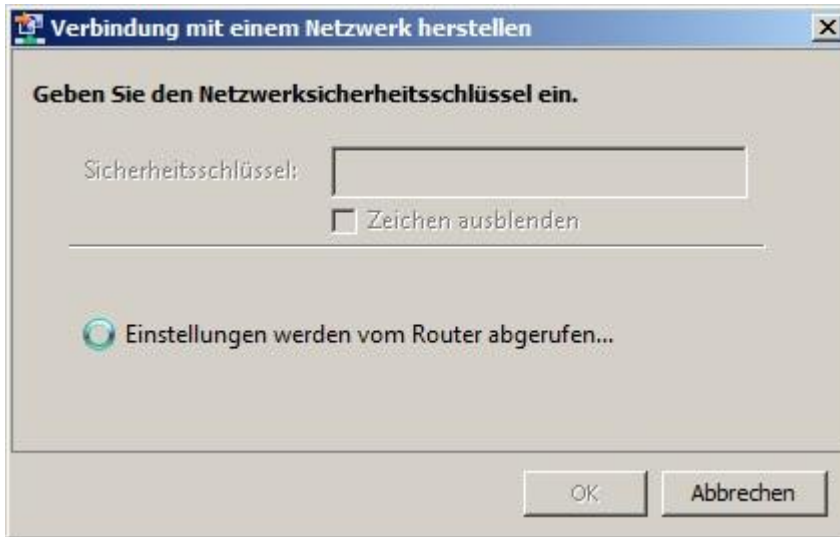 Verbindung mit einem Netzwerk herstellen
Geben Sie den Netzwerksicherheitsschlüssel ein.
Sicherheitsschlüssel:
Zeichen ausblenden
Einstellungen werden vom Router abgerufen...
OK
Abbrechen